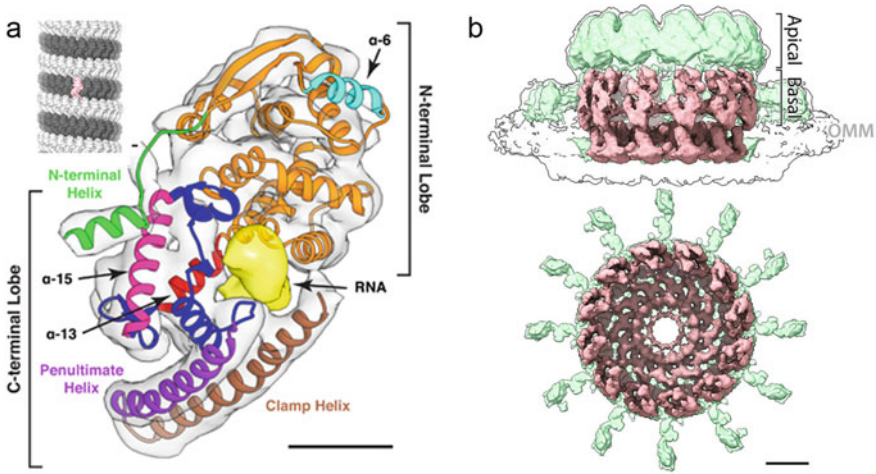 a
α-6
N-terminal Lobe
N-terminal
Helix
α-15
α-13
RNA
C-terminal Lobe
Penultimate
Helix
Clamp Helix
b
Apical
Basal
OMM